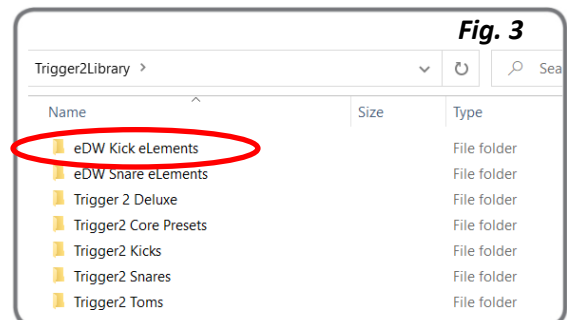 Fig. 3
Trigger2Library
Sea
Name Size Type
eDW Kick eLements File folder
eDW Snare eLements File folder
Trigger 2 Deluxe File folder
Trigger2 Core Presets File folder
Trigger2 Kicks File folder
Trigger2 Snares File folder
Trigger2 Toms File folder